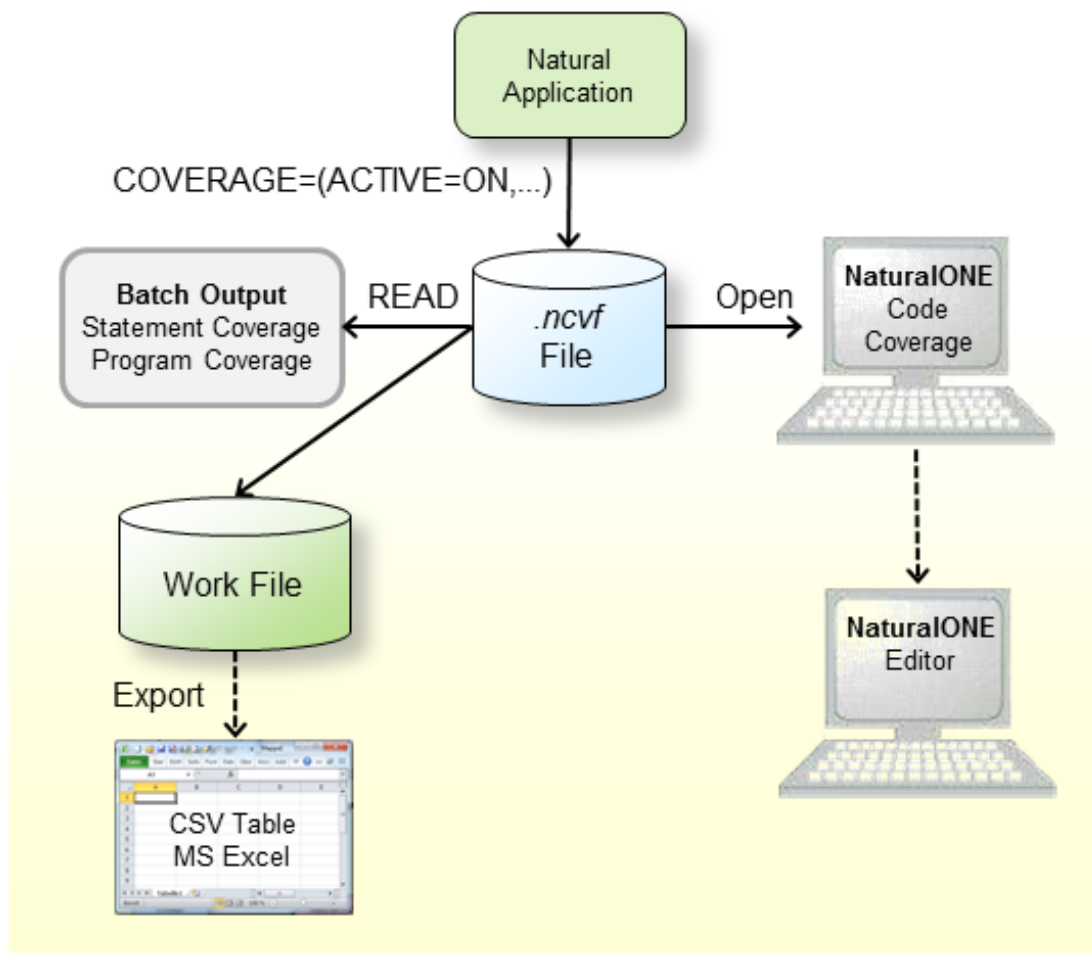 Natural
Application
COVERAGE=(ACTIVE=ON,...)
Batch Output
Statement Coverage
Program Coverage
READ
.ncvf
File
Open
NaturalONE
Code
Coverage
Work File
NaturalONE
Editor
Export
CSV Table
MS Excel